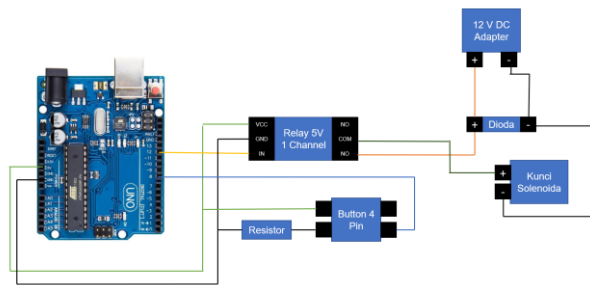 12 V DC
Adapter
+
-
+
Dioda
-
VCC
GND
IN
Relay 5V
1 Channel
NO
COM
NO
+
-
Kunci
Solenoida
UNO
Button 4
Pin
Resistor